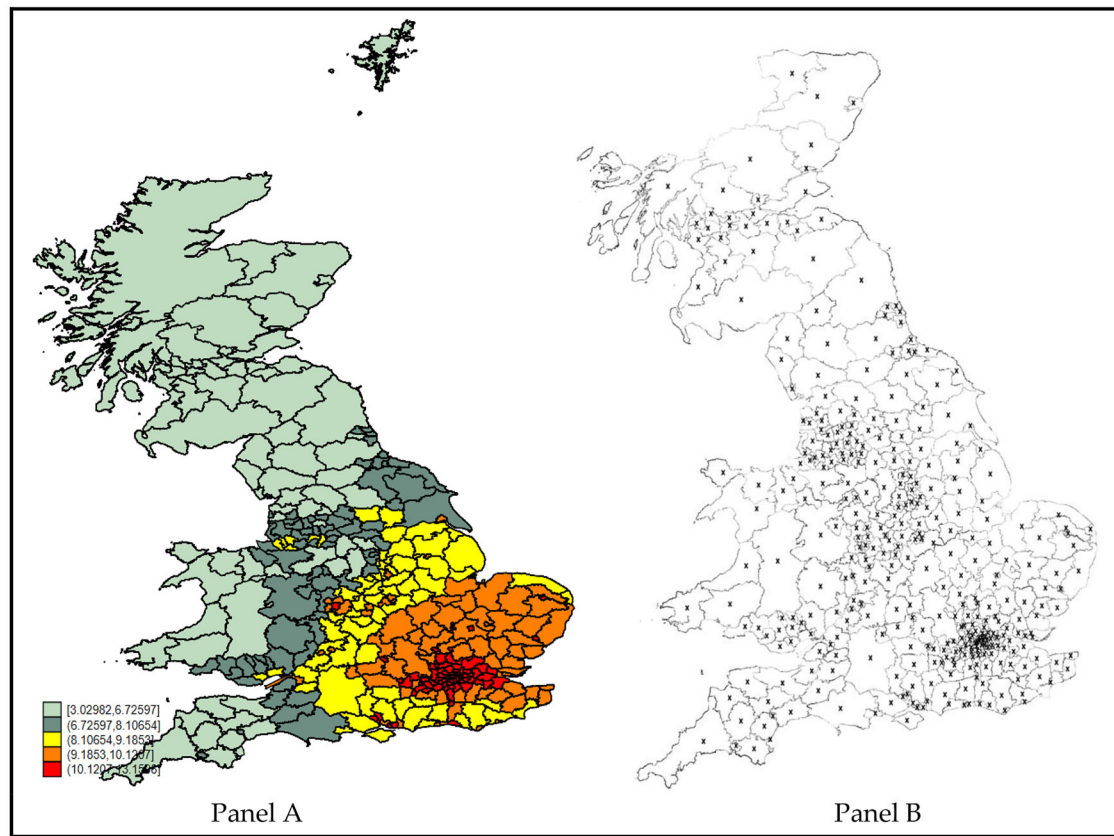 [3.02982,6.72597]
(6.72597,8.10654]
(8.10654,9.1853]
(9.1853,10.1207]
Panel A
Panel B